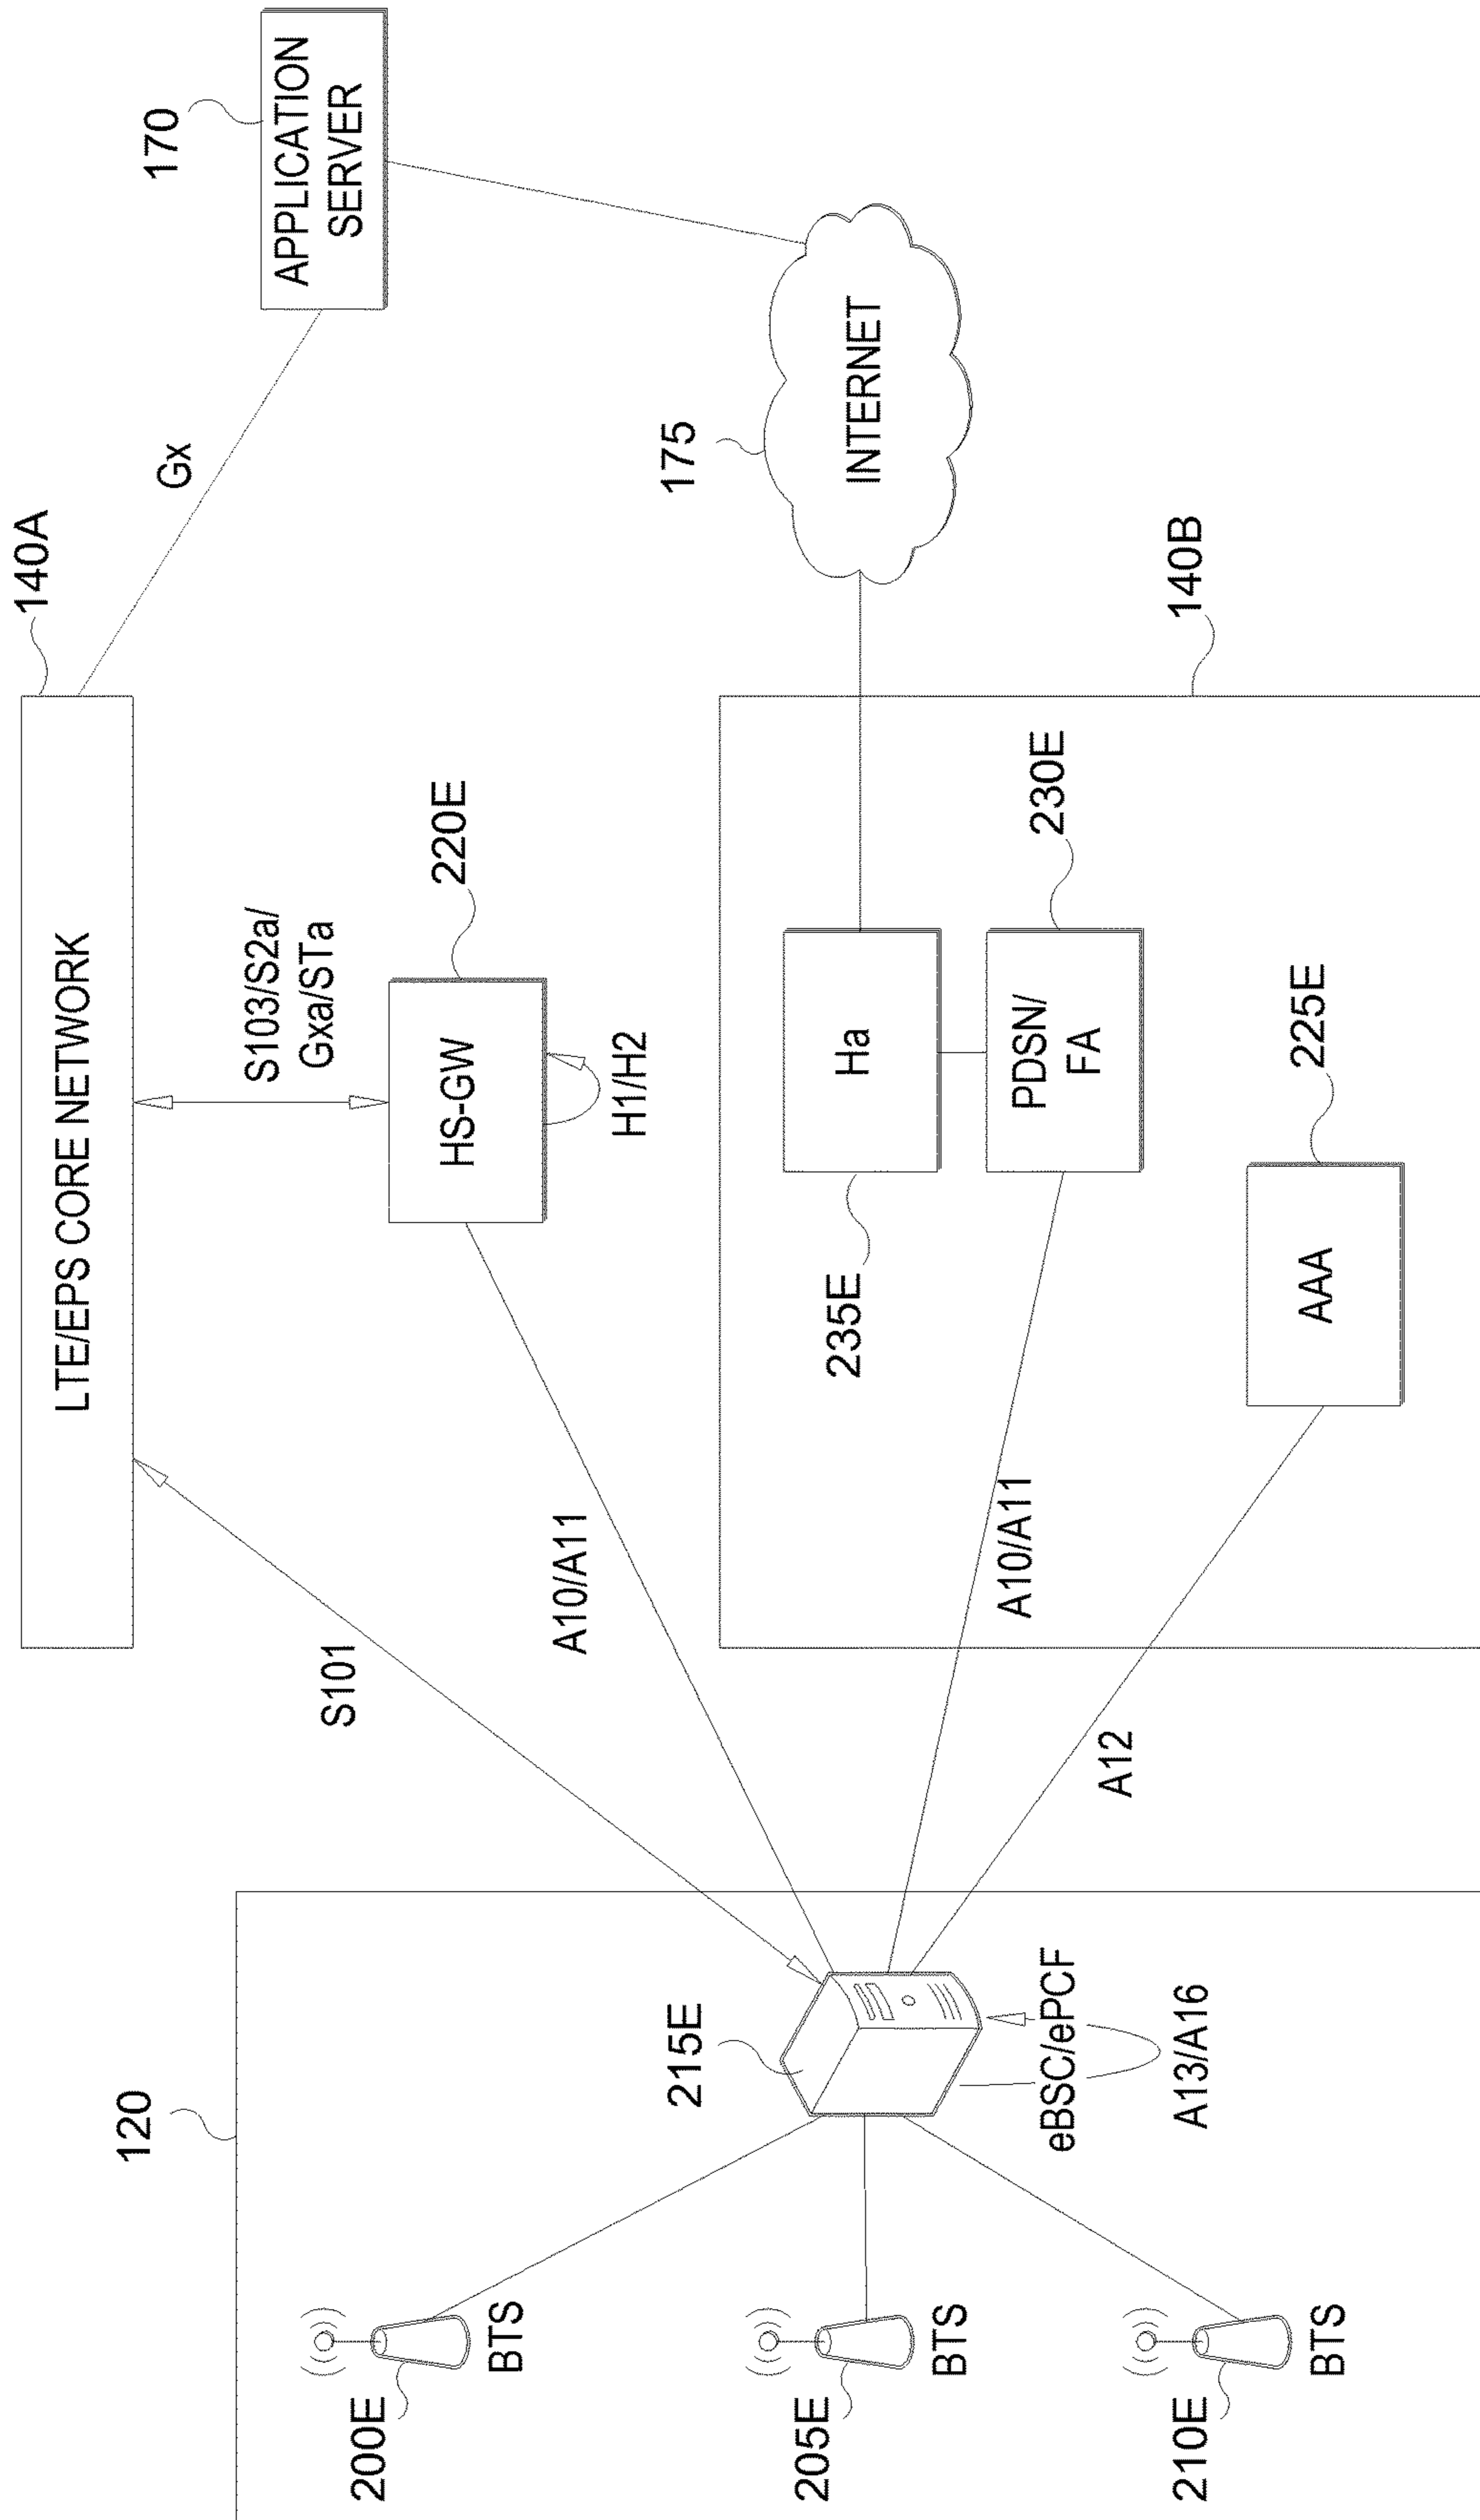 120
200E
BTS
205E
BTS
210E
BTS
215E
eBSC/ePCF
A13/A16
S101
A10/A11
A10/A11
A12
LTE/EPS CORE NETWORK
140A
S103/S2a/
Gxa/STa
HS-GW
220E
H1/H2
Gx
APPLICATION
SERVER
170
INTERNET
175
140B
Ha
235E
PDSN/
FA
230E
AAA
225E